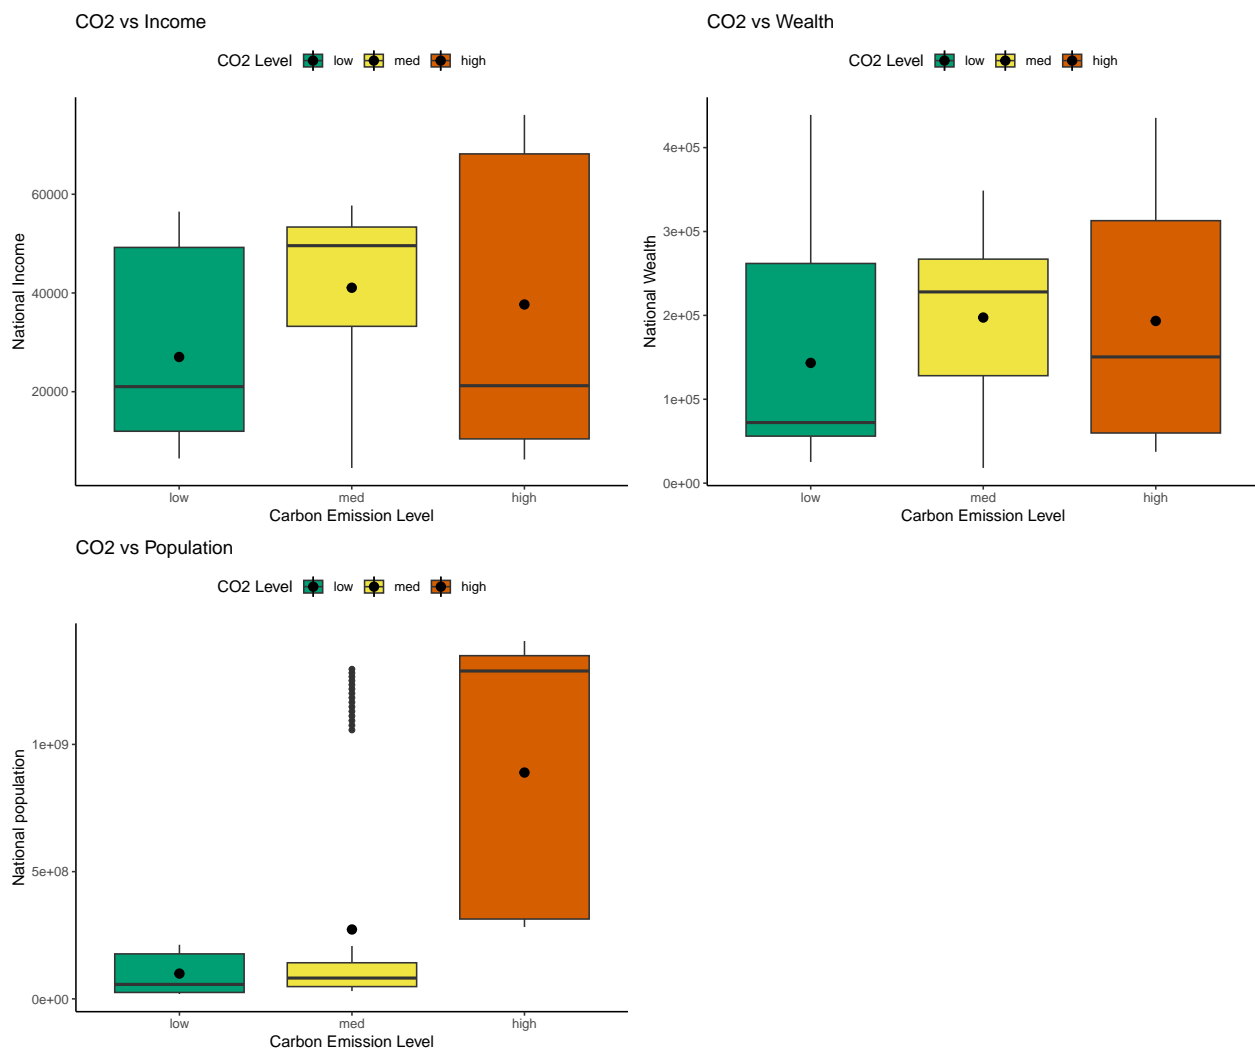 CO2 vs Income
CO2 Level low med high
National Income
60000
40000
20000
low med high
Carbon Emission Level
CO2 vs Wealth
CO2 Level low med high
National Wealth
4e+05
3e+05
2e+05
1e+05
0e+00
low med high
Carbon Emission Level
CO2 vs Population
CO2 Level low med high
National population
1e+09
5e+08
0e+00
low med high
Carbon Emission Level